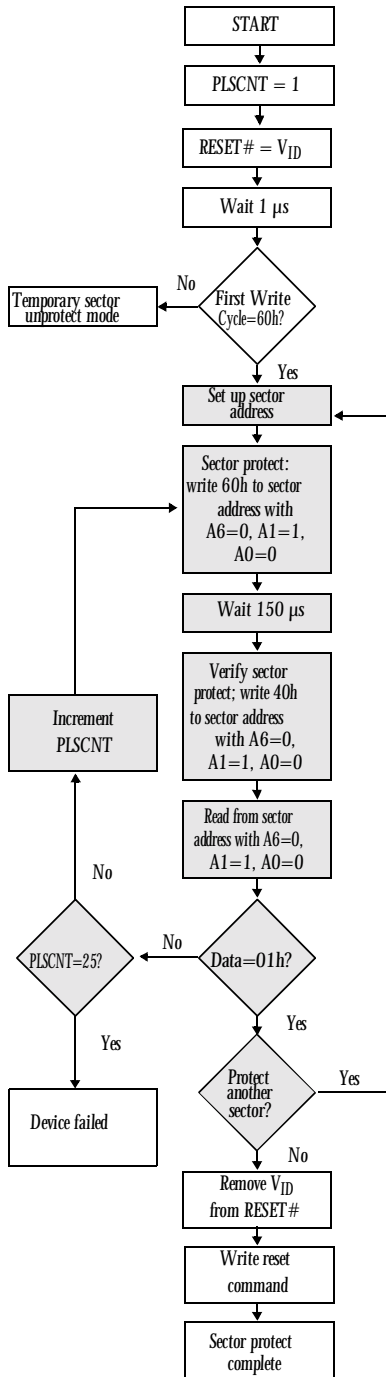 START
PLSCNT = 1
RESET# = VID
Wait 1 µs
No
Temporary sector
unprotect mode
First Write
Cycle=60h?
Yes
Set up sector
address
Sector protect:
write 60h to sector
address with
A6=0, A1=1,
A0=0
Wait 150 µs
Verify sector
protect; write 40h
to sector address
with A6=0,
A1=1, A0=0
Increment
PLSCNT
Read from sector
address with A6=0,
A1=1, A0=0
No
No
PLSCNT=25?
Data=01h?
Yes
Yes
Device failed
Protect
another
sector?
Yes
No
Remove VID
from RESET#
Write reset
command
Sector protect
complete